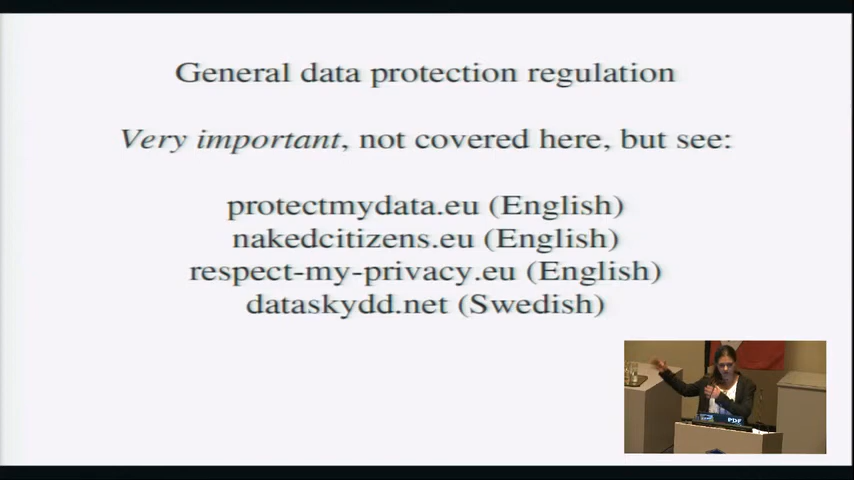 General data protection regulation
Very important, not covered here, but see:
protectmydata.eu (English)
nakedcitizens.eu (English)
respect-my-privacy.eu (English)
dataskydd.net (Swedish)
PDF